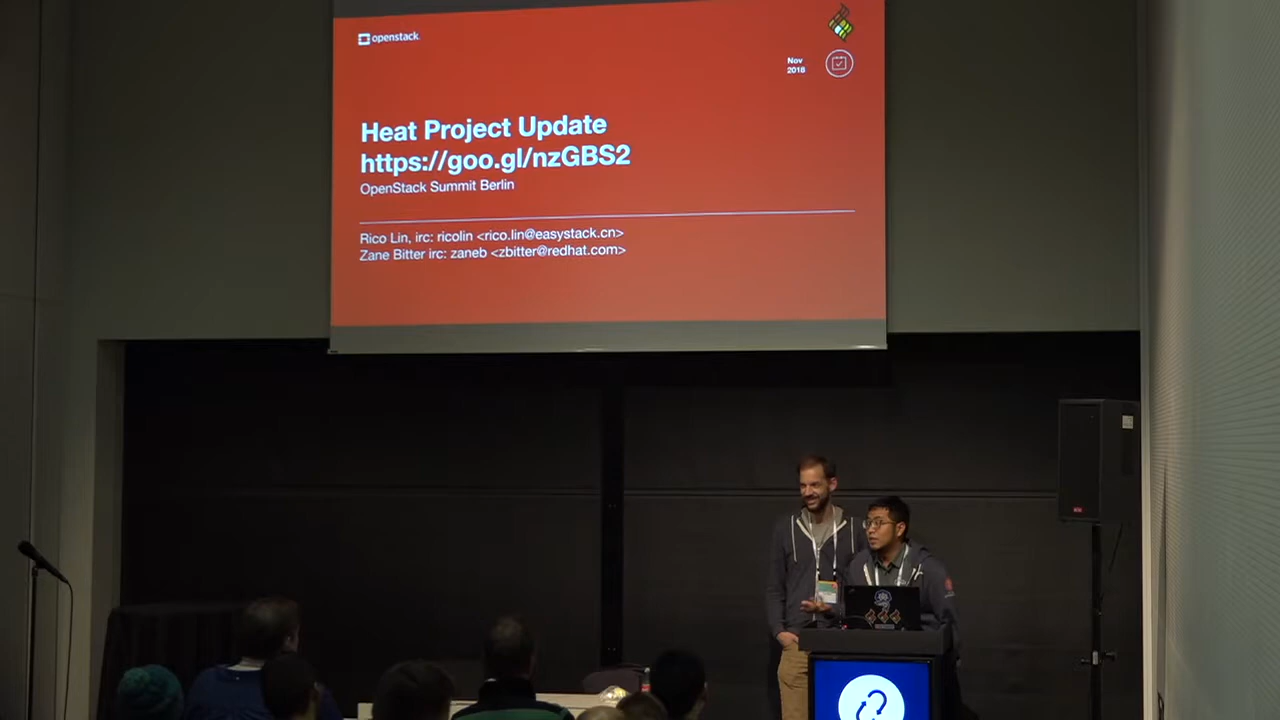 openstack.
Nov
2018
Heat Project Update
https://goo.gl/nzGBS2
OpenStack Summit Berlin
Rico Lin, irc: ricolin <rico.lin@easystack.cn>
Zane Bitter irc: zaneb <zbitter@redhat.com>